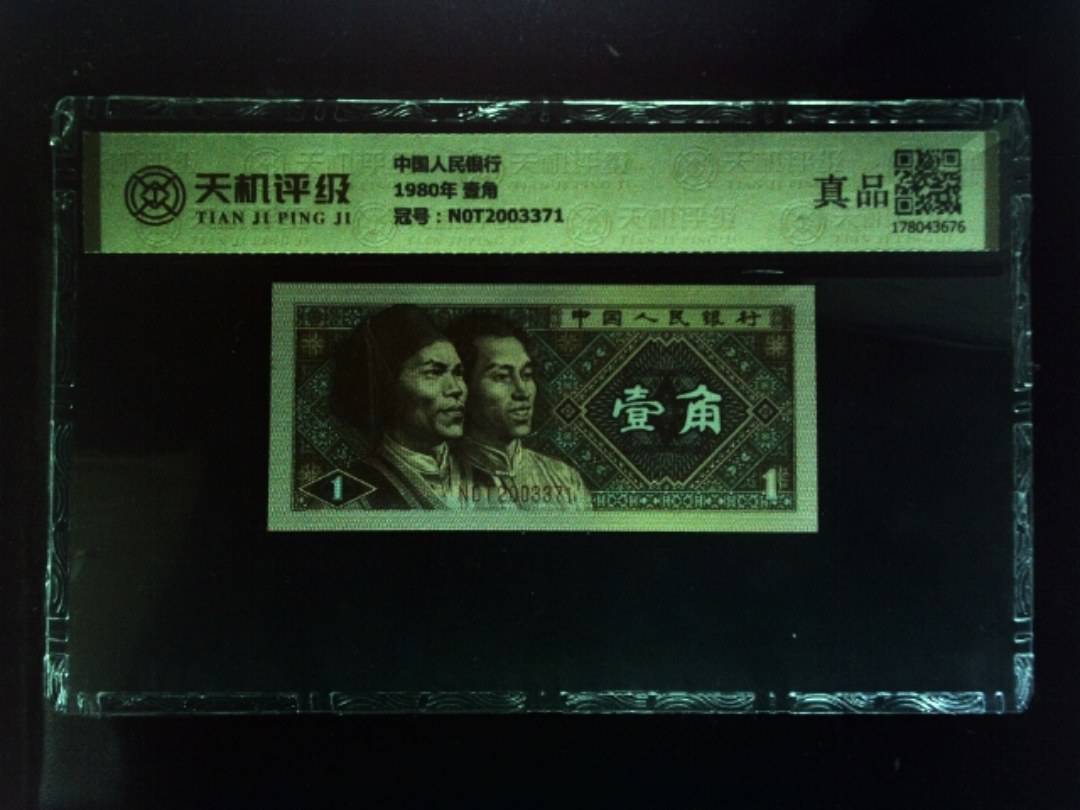 天机评级
TIAN JI PING JI
中国人民银行
1980年 壹角
冠号：N0T2003371
真品
178043676
中国人民银行
壹角
1
N0T2003371
1